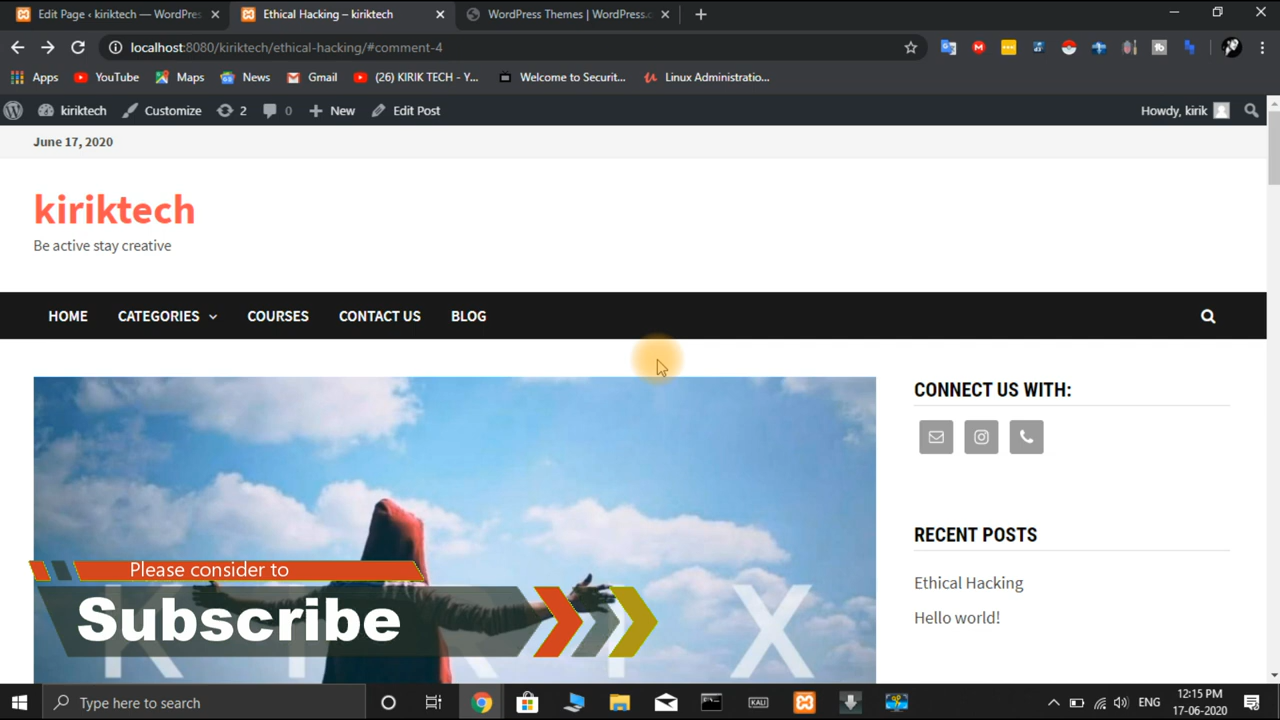 Edit Page ‹ kiriktech — WordPres
Ethical Hacking – kiriktech
WordPress Themes | WordPress.c
localhost:8080/kiriktech/ethical-hacking/#comment-4
Apps
YouTube
Maps
News
Gmail
(26) KIRIK TECH - Y...
Welcome to Securit...
Linux Administratio...
kiriktech
Customize
2
0
New
Edit Post
Howdy, kirik
June 17, 2020
kiriktech
Be active stay creative
HOME
CATEGORIES
COURSES
CONTACT US
BLOG
CONNECT US WITH:
RECENT POSTS
Ethical Hacking
Hello world!
Please consider to
Subscribe
Type here to search
KALI
ENG
12:15 PM
17-06-2020